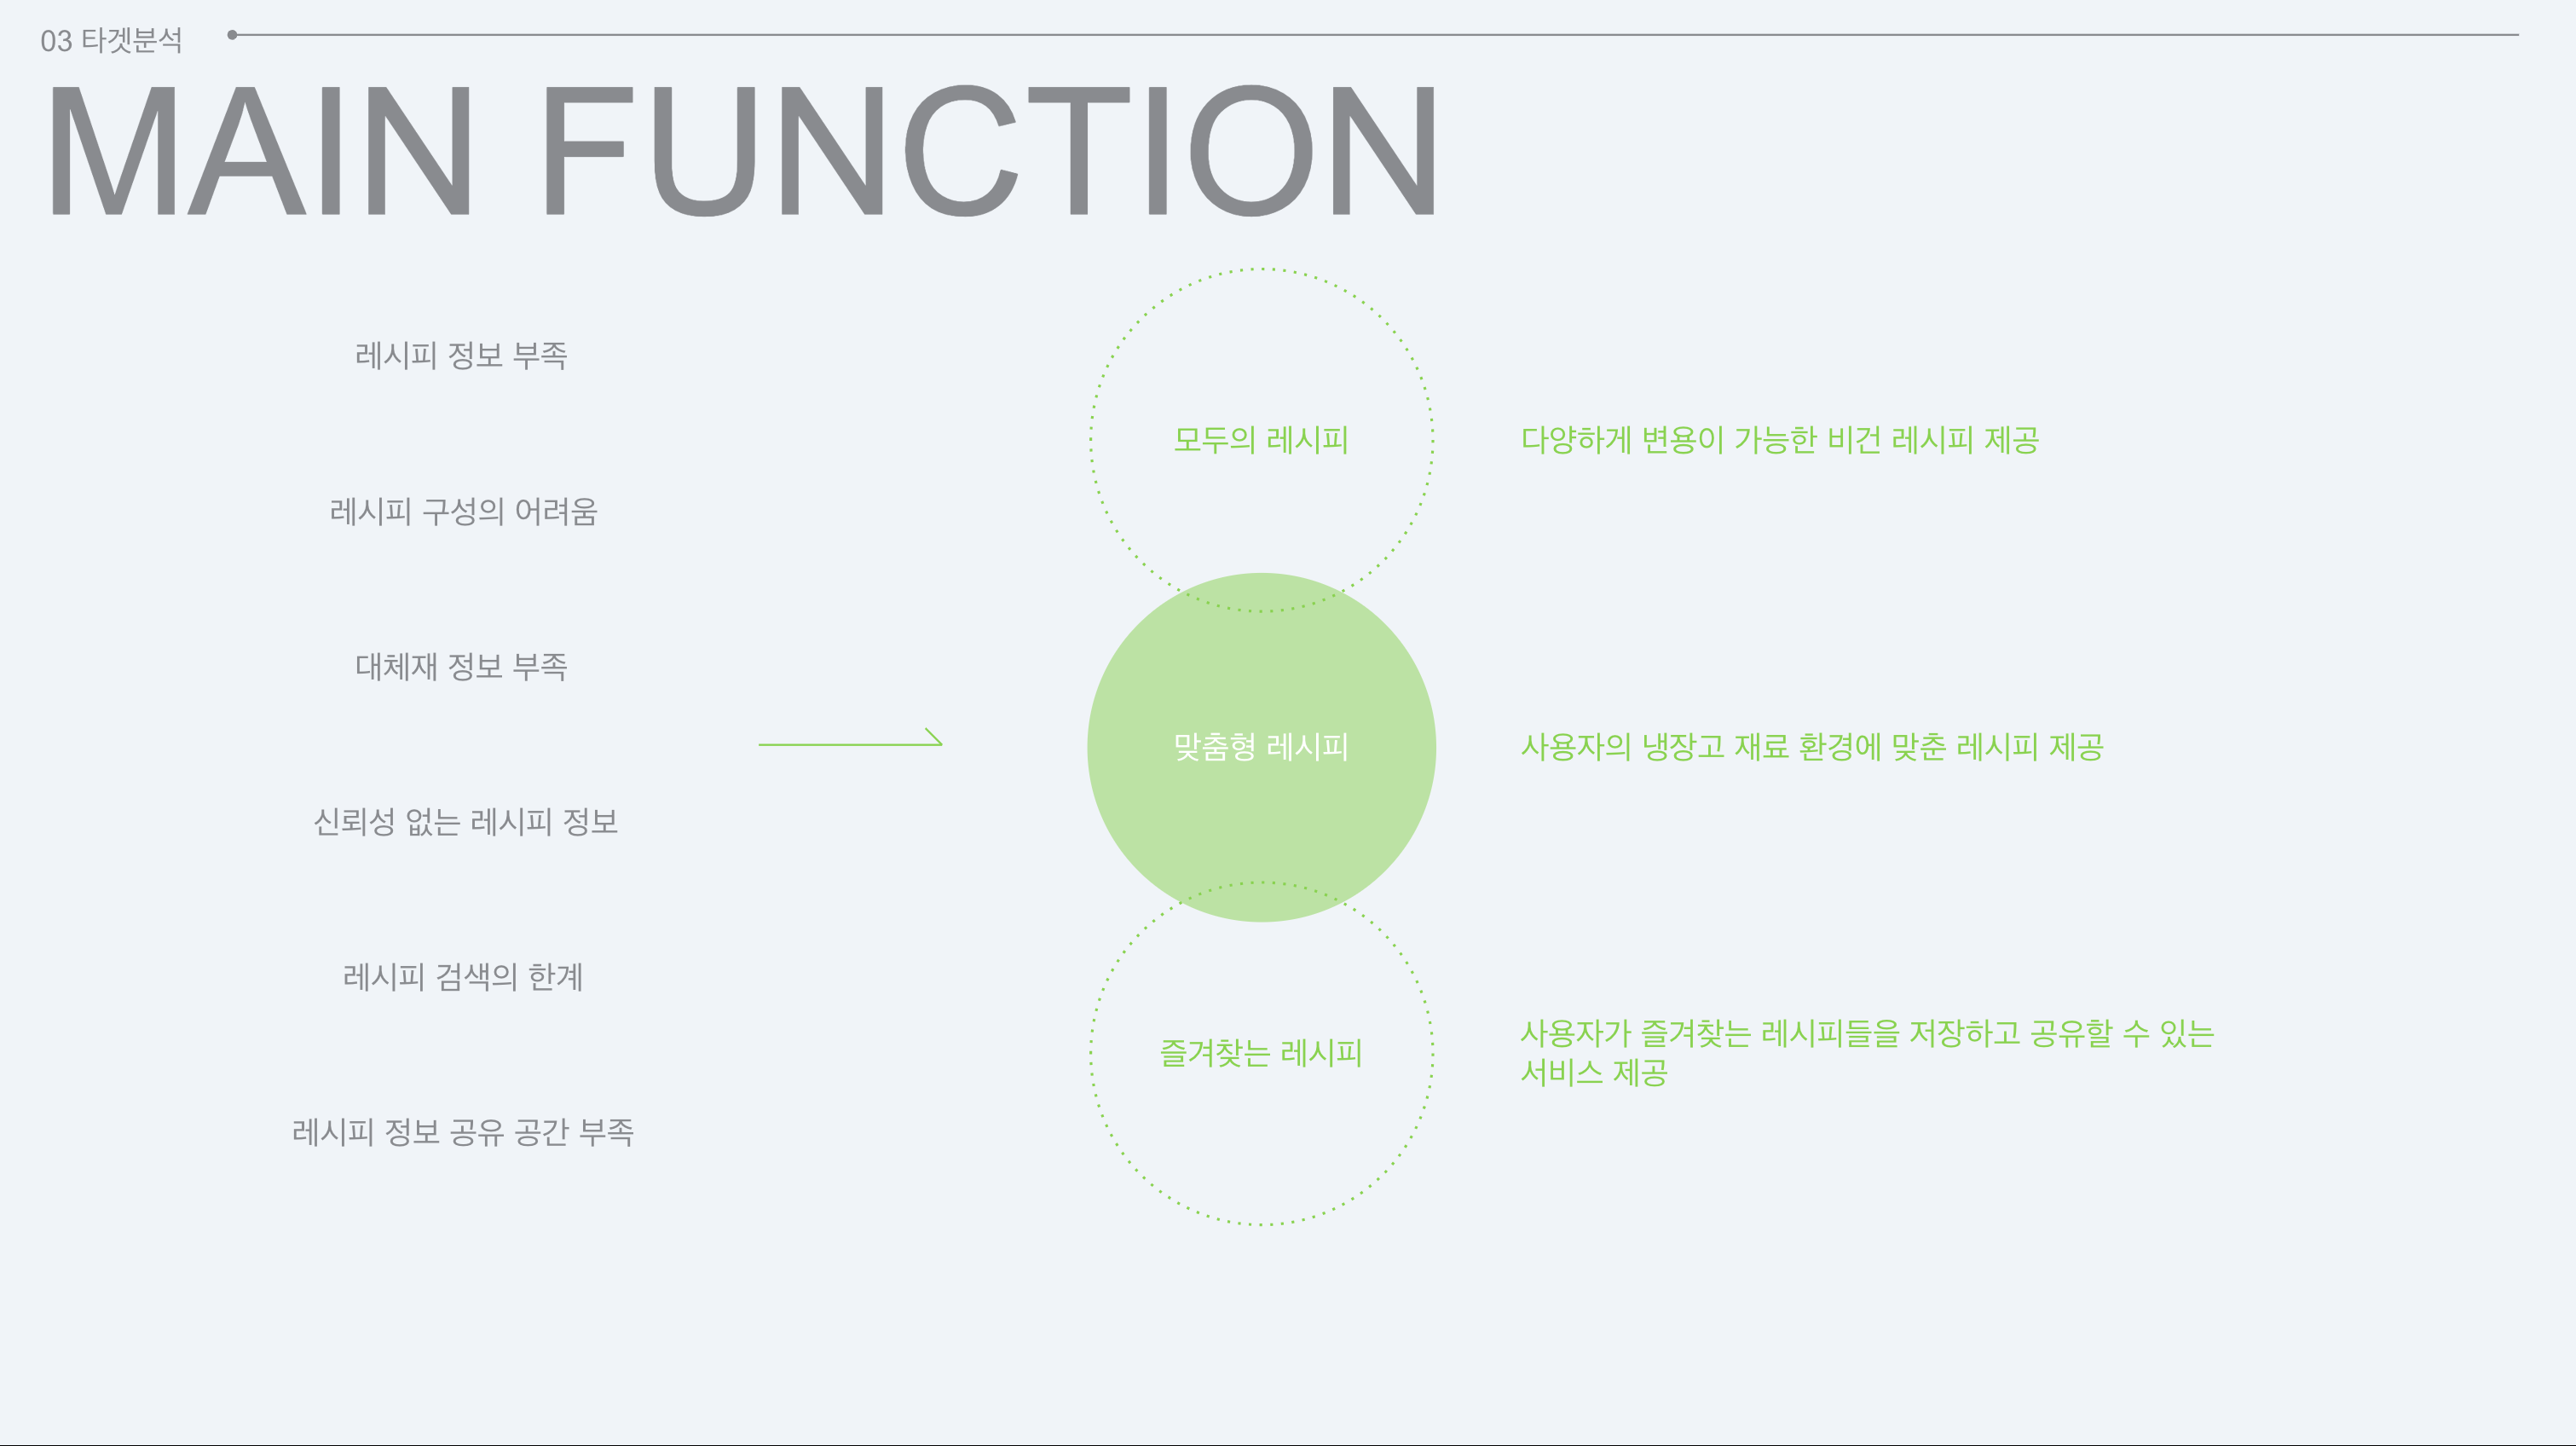 03 타겟분석
MAIN FUNCTION
레시피 정보 부족
레시피 구성의 어려움
대체재 정보 부족
신뢰성 없는 레시피 정보
레시피 검색의 한계
레시피 정보 공유 공간 부족
모두의 레시피
다양하게 변용이 가능한 비건 레시피 제공
맞춤형 레시피
사용자의 냉장고 재료 환경에 맞춘 레시피 제공
즐겨찾는 레시피
사용자가 즐겨찾는 레시피들을 저장하고 공유할 수 있는
서비스 제공